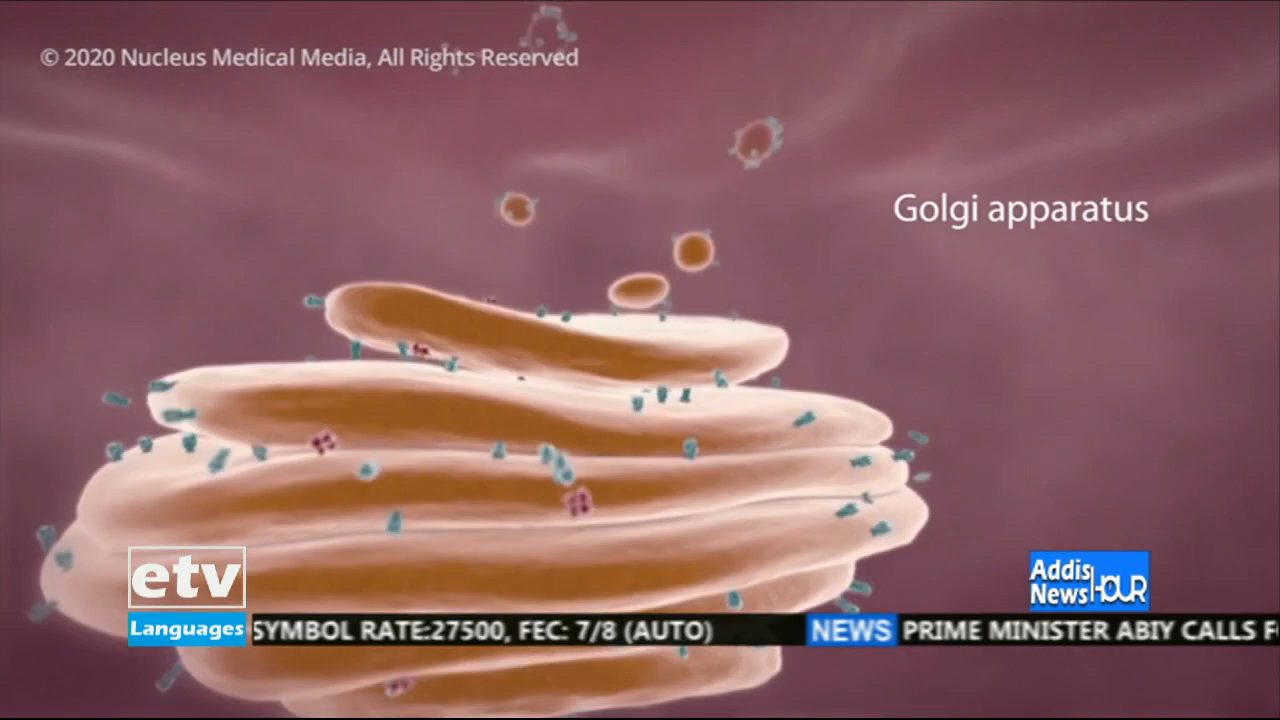 © 2020 Nucleus Medical Media, All Rights Reserved
Golgi apparatus
etv
Languages
Addis
News HOUR
SYMBOL RATE:27500, FEC: 7/8 (AUTO) NEWS PRIME MINISTER ABIY CALLS